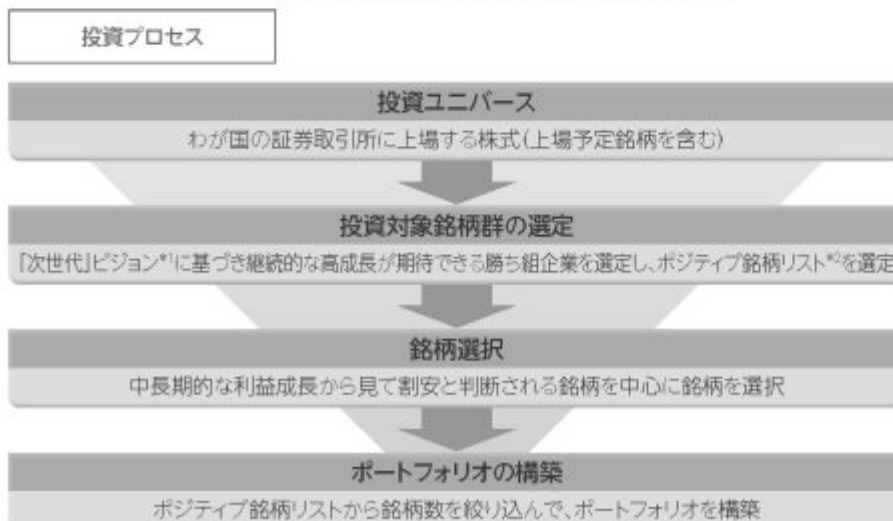 投資プロセス
投資ユニバース
わが国の証券取引所に上場する株式(上場予定銘柄を含む)
投資対象銘柄群の選定
『次世代』ビジョン*1に基づき継続的な高成長が期待できる勝ち組企業を選定し、ポジティブ銘柄リスト*2を選定
銘柄選択
中長期的な利益成長から見て割安と判断される銘柄を中心に銘柄を選択
ポートフォリオの構築
ポジティブ銘柄リストから銘柄数を絞り込んで、ポートフォリオを構築